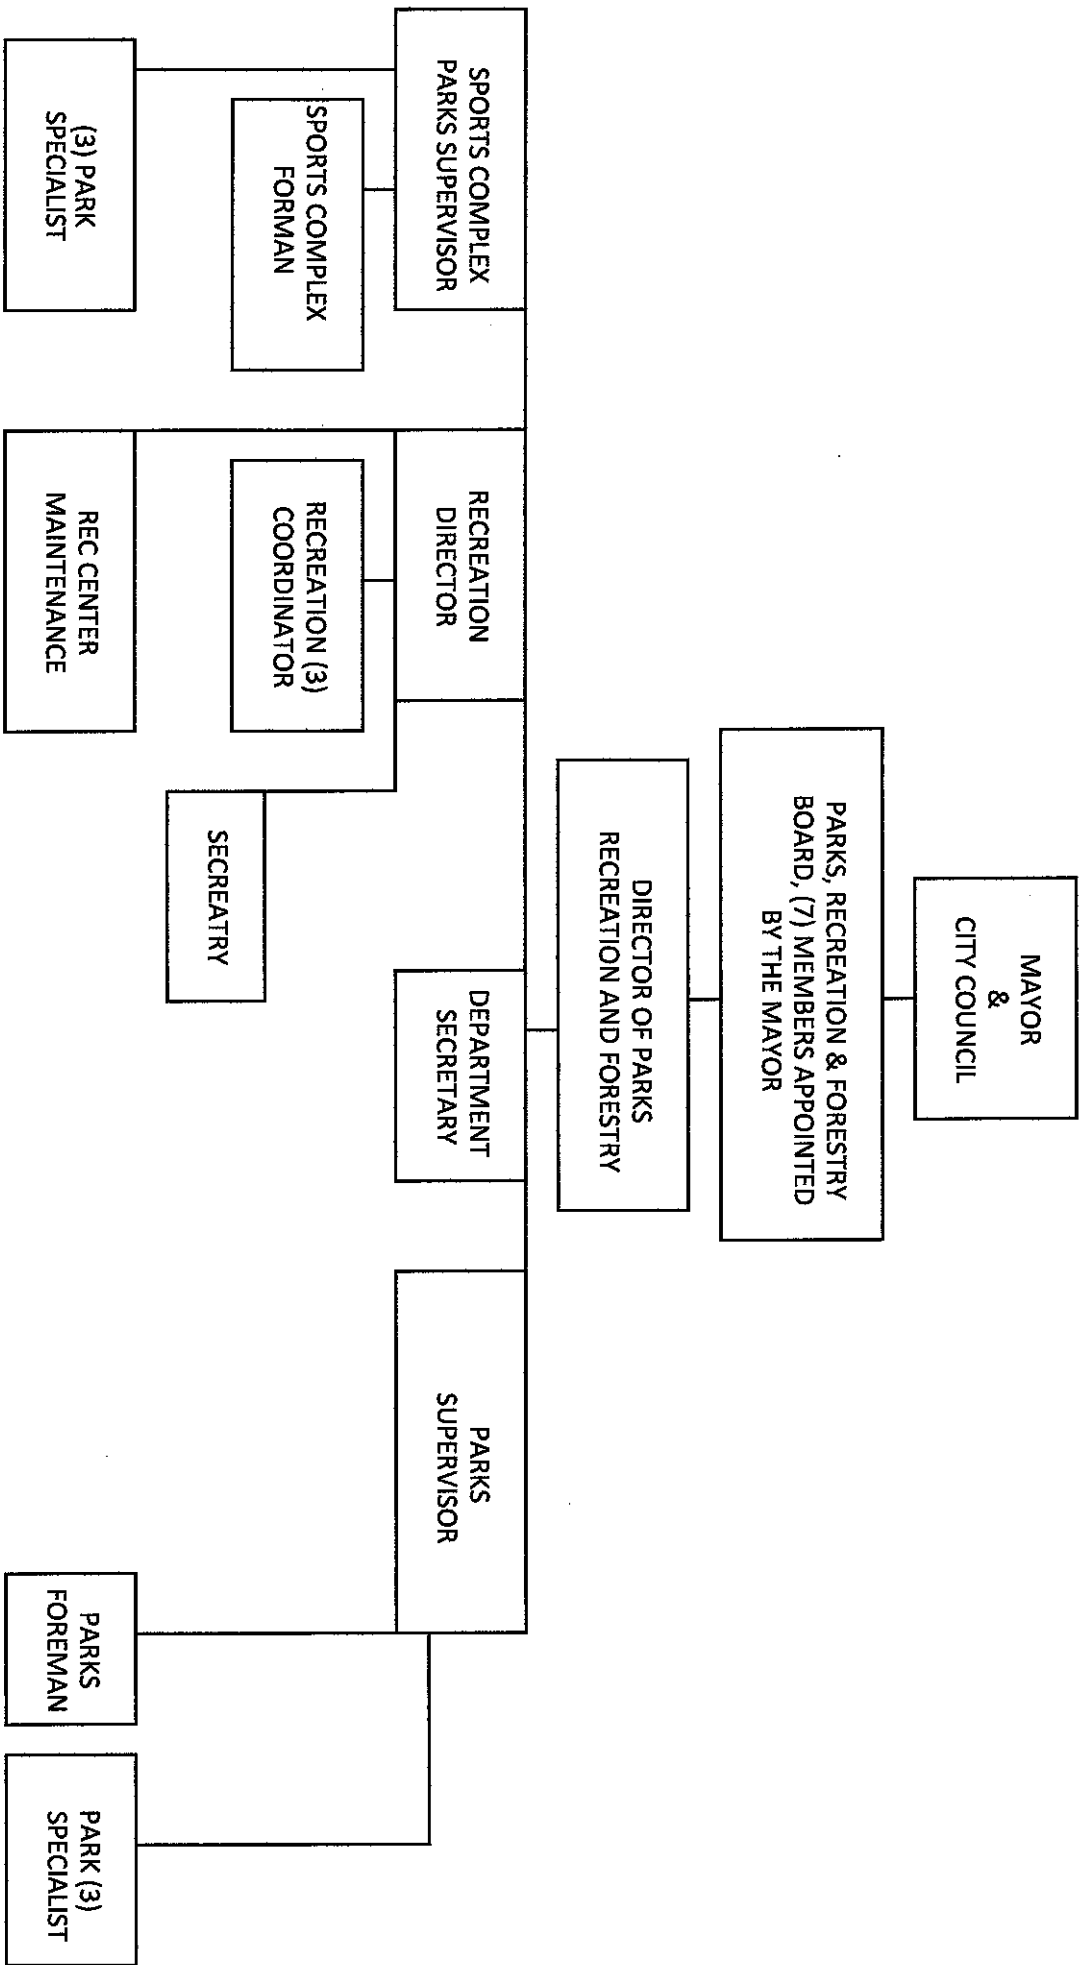 MAYOR
&
CITY COUNCIL
PARKS, RECREATION & FORESTRY
BOARD, (7) MEMBERS APPOINTED
BY THE MAYOR
DIRECTOR OF PARKS
RECREATION AND FORESTRY
SPORTS COMPLEX
PARKS SUPERVISOR
RECREATION
DIRECTOR
DEPARTMENT
SECRETARY
PARKS
SUPERVISOR
SPORTS COMPLEX
FORMAN
RECREATION (3)
COORDINATOR
SECREATRY
(3) PARK
SPECIALIST
REC CENTER
MAINTENANCE
PARKS
FOREMAN
PARK (3)
SPECIALIST